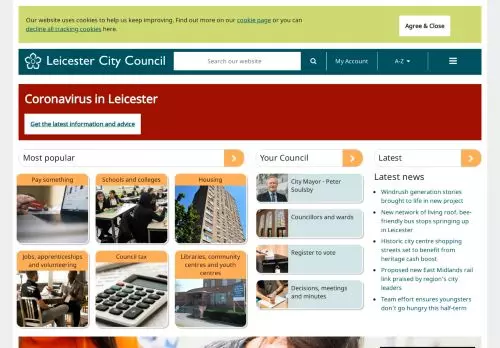 Our website uses cookies to help us keep improving. Find out more on our cookie page or you can
decline all tracking cookies here.
Agree & Close
Leicester City Council
Search our website
My Account
A-Z
Coronavirus in Leicester
Get the latest information and advice
Most popular
Pay something
Schools and colleges
Housing
Jobs, apprenticeships
and volunteering
Council tax
Libraries, community
centres and youth
centres
Your Council
City Mayor - Peter
Soulsby
Councillors and wards
Register to vote
Decisions, meetings
and minutes
Latest
Latest news
Windrush generation stories
brought to life in new project
New network of living roof, bee-
friendly bus stops springing up
in Leicester
Historic city centre shopping
streets set to benefit from
heritage cash boost
Proposed new East Midlands rail
link praised by region's city
leaders
Team effort ensures youngsters
don't go hungry this half-term